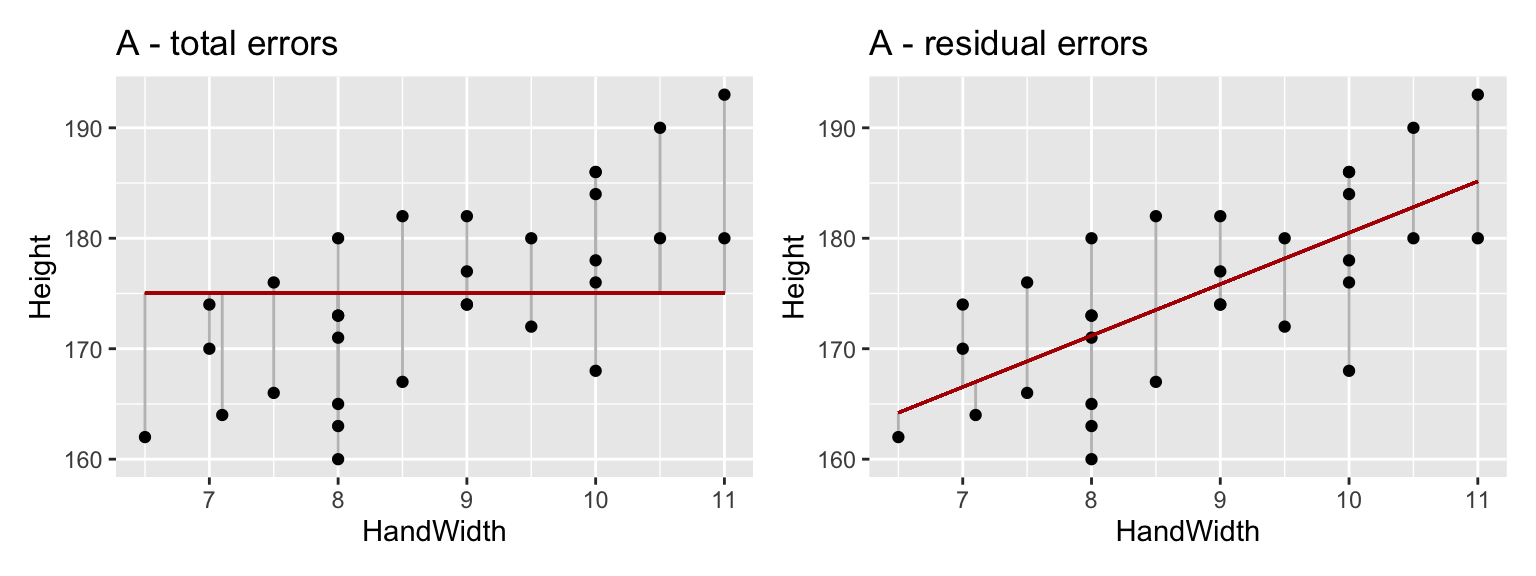 A - total errors
190
180
170
160
Height
7 8 9 10 11
HandWidth
A - residual errors
190
180
170
160
Height
7 8 9 10 11
HandWidth